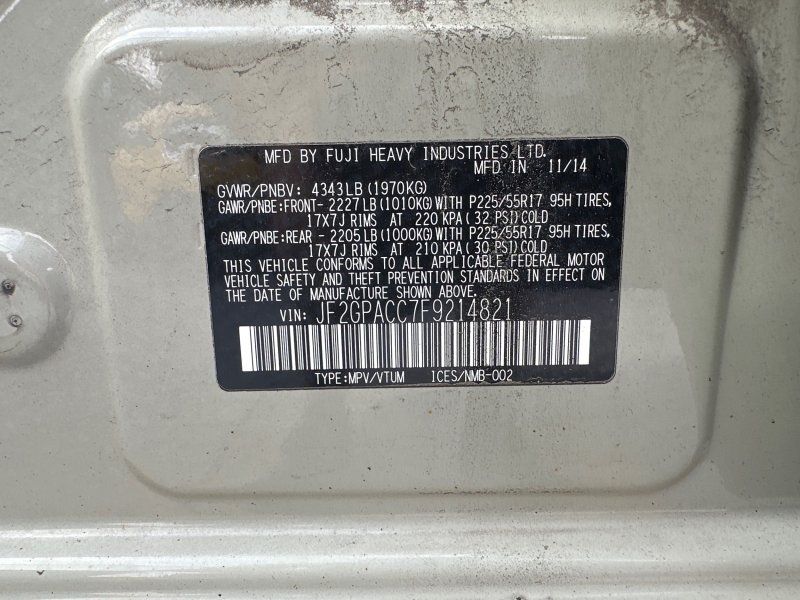 MFD BY FUJI HEAVY INDUSTRIES LTD.
MFD IN 11/14
GVWR/PNBV: 4343LB(1970KG)
GAWR/PNBE:FRONT- 2227LB(1010KG)WITH P225/55R17 95H TIRES,
17X7J RIMS AT 220 KPA(32 PSI)COLD
GAWR/PNBE:REAR - 2205LB(1000KG)WITH P225/55R17 95H TIRES,
17X7J RIMS AT 210 KPA(30 PSI)COLD
THIS VEHICLE CONFORMS TO ALL APPLICABLE FEDERAL MOTOR
VEHICLE SAFETY AND THEFT PREVENTION STANDARDS IN EFFECT ON
THE DATE OF MANUFACTURE SHOWN ABOVE.
VIN: JF2GPACC7F9214821
TYPE:MPV/VTUM ICES/NMB-002